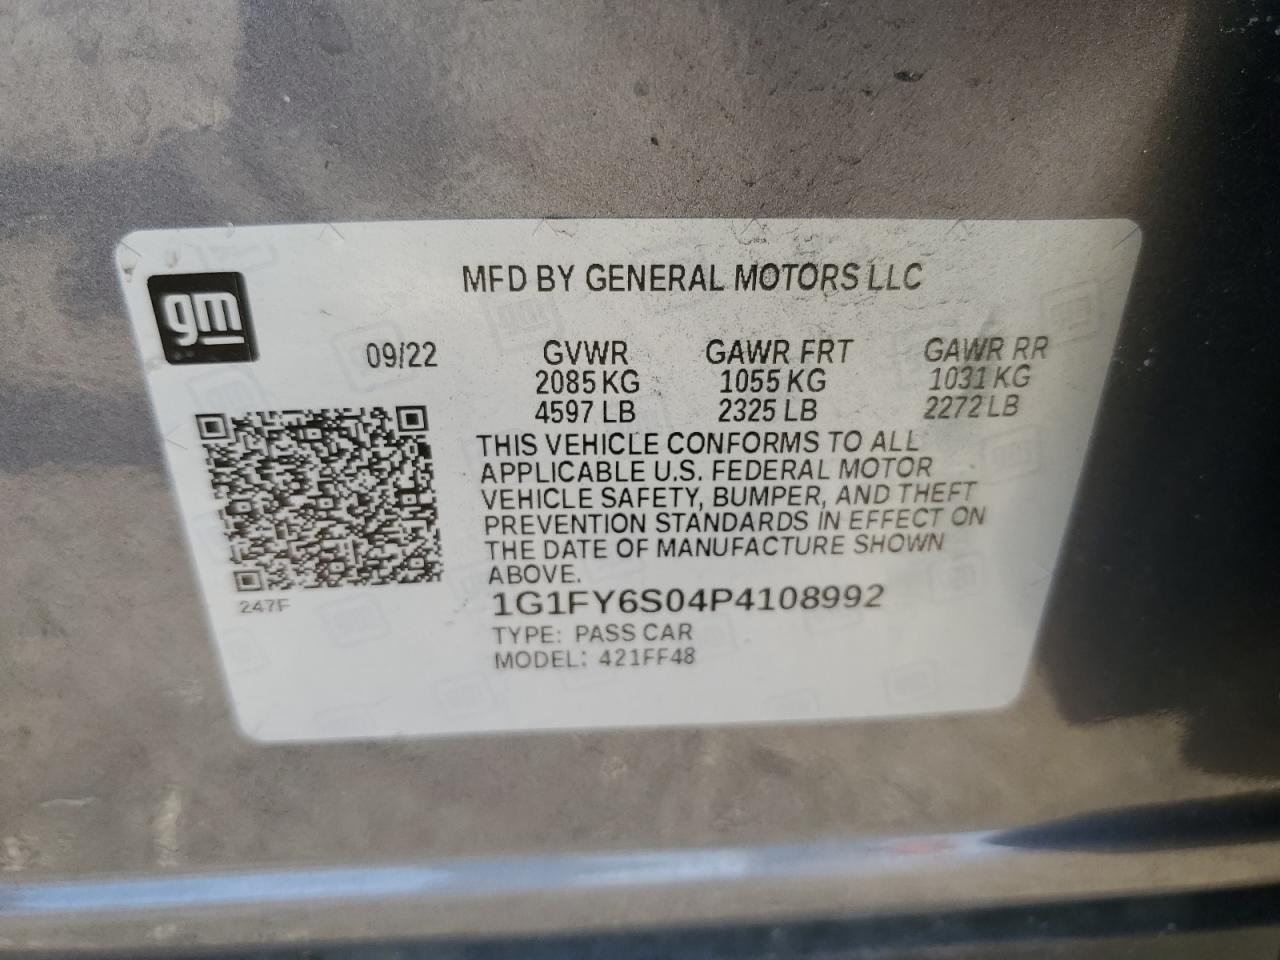 gm
MFD BY GENERAL MOTORS LLC
09/22 GVWR GAWR FRT GAWR RR
2085 KG 1055 KG 1031 KG
4597 LB 2325 LB 2272 LB
THIS VEHICLE CONFORMS TO ALL
APPLICABLE U.S. FEDERAL MOTOR
VEHICLE SAFETY, BUMPER, AND THEFT
PREVENTION STANDARDS IN EFFECT ON
THE DATE OF MANUFACTURE SHOWN
ABOVE.
247F
1G1FY6S04P4108992
TYPE: PASS CAR
MODEL: 421FF48